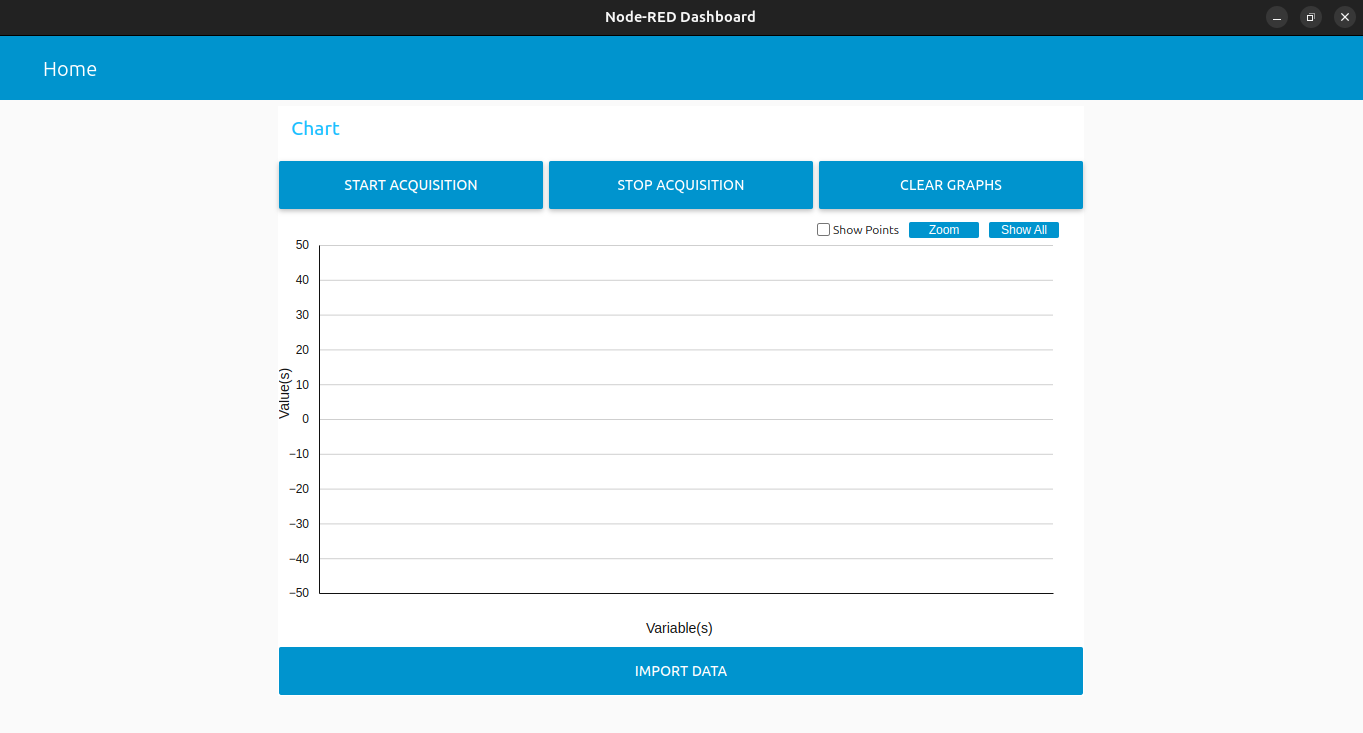 Node-RED Dashboard
Home
Chart
START ACQUISITION STOP ACQUISITION CLEAR GRAPHS
Show Points Zoom Show All
50
40
30
20
10
0
−10
−20
−30
−40
−50
Value(s)
Variable(s)
IMPORT DATA